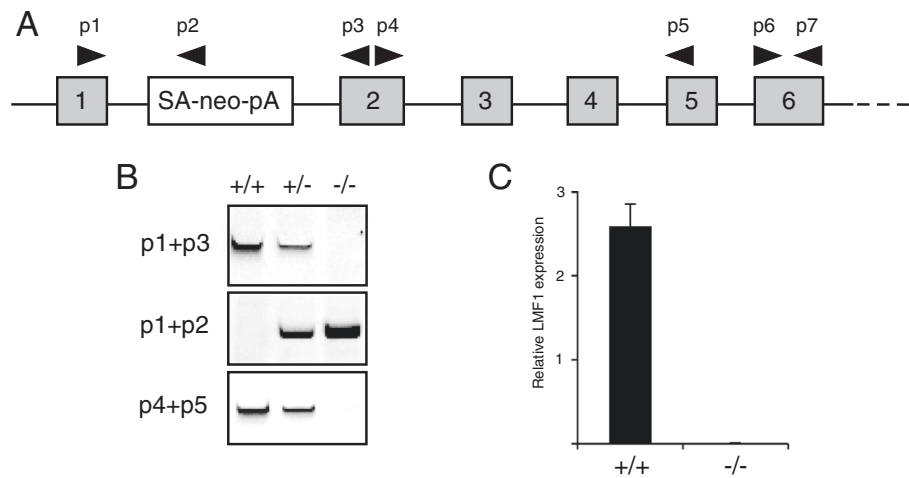 A
p1 p2 p3 p4 p5 p6 p7
1 SA-neo-pA 2 3 4 5 6
B
+/+ +/- -/-
p1+p3
p1+p2
p4+p5
C
Relative LMF1 expression
3
2
1
+/+ -/-